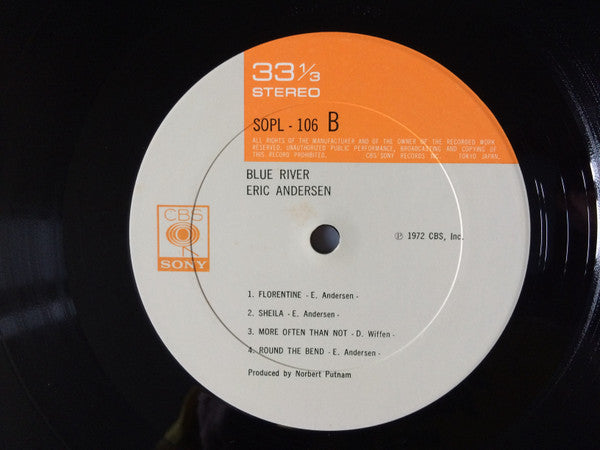 33 1/3
STEREO
SOPL - 106 B
ALL RIGHTS OF THE MANUFACTURER AND OF THE OWNER OF THE RECORDED WORK
RESERVED. UNAUTHORIZED PUBLIC PERFORMANCE, BROADCASTING AND COPYING OF
THIS RECORD PROHIBITED. CBS/SONY RECORDS INC. TOKYO JAPAN.
BLUE RIVER
ERIC ANDERSEN
CBS
SONY
℗ 1972 CBS, Inc.
1. FLORENTINE - E. Andersen -
2. SHEILA - E. Andersen -
3. MORE OFTEN THAN NOT - D. Wiffen -
4. ROUND THE BEND - E. Andersen -
Produced by Norbert Putnam